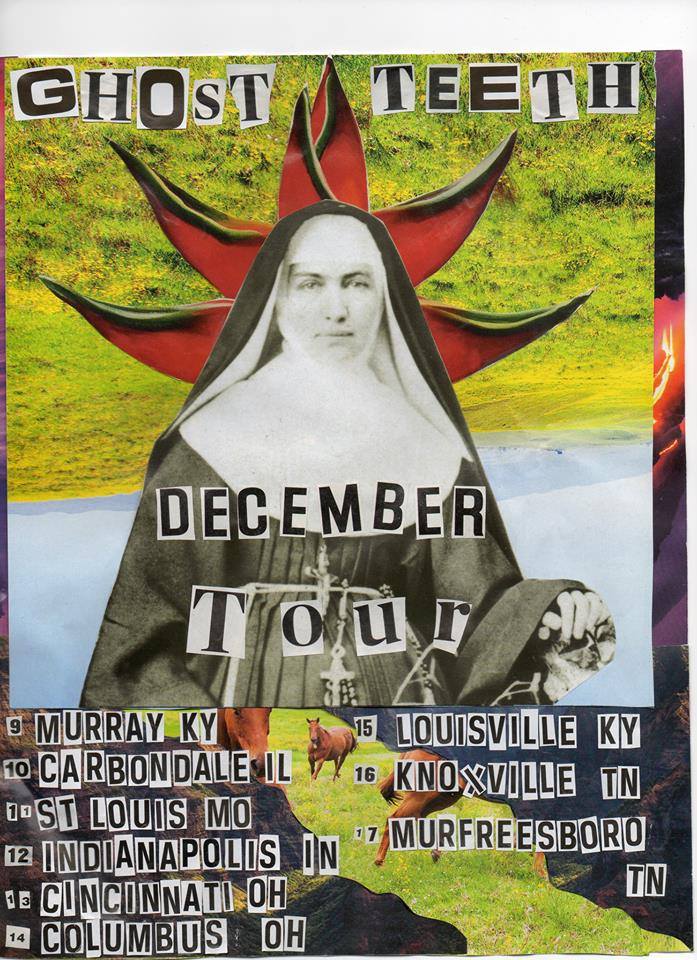 GHOST TEETH
DECEMBER
Tour
9 MURRAY KY
10 CARBONDALE IL
11 ST LOUIS MO
12 INDIANAPOLIS IN
13 CINCINNATI OH
14 COLUMBUS OH
15 LOUISVILLE KY
16 KNOXVILLE TN
17 MURFREESBORO
TN